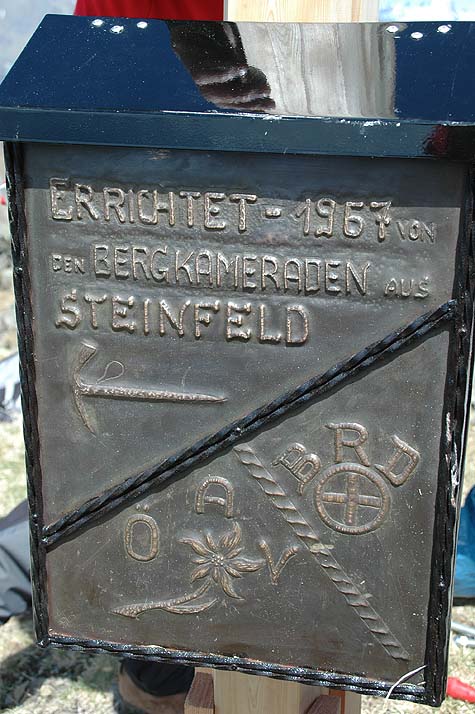 ERRICHTET - 1967 VON
DEN BERGKAMERADEN AUS
STEINFELD
BRD
ÖAV